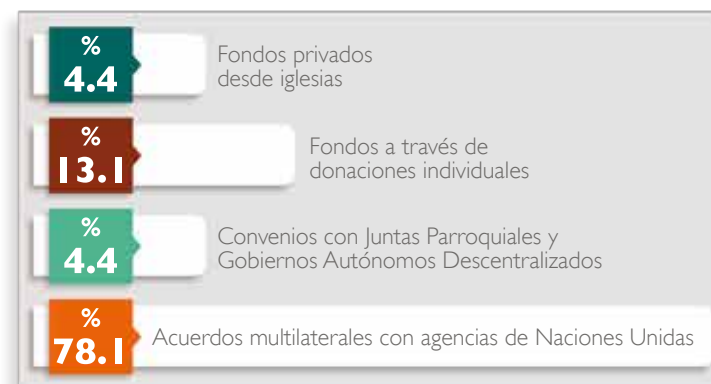 %
4.4
Fondos privados
desde iglesias
%
13.1
Fondos a través de
donaciones individuales
%
4.4
Convenios con Juntas Parroquiales y
Gobiernos Autónomos Descentralizados
%
78.1
Acuerdos multilaterales con agencias de Naciones Unidas